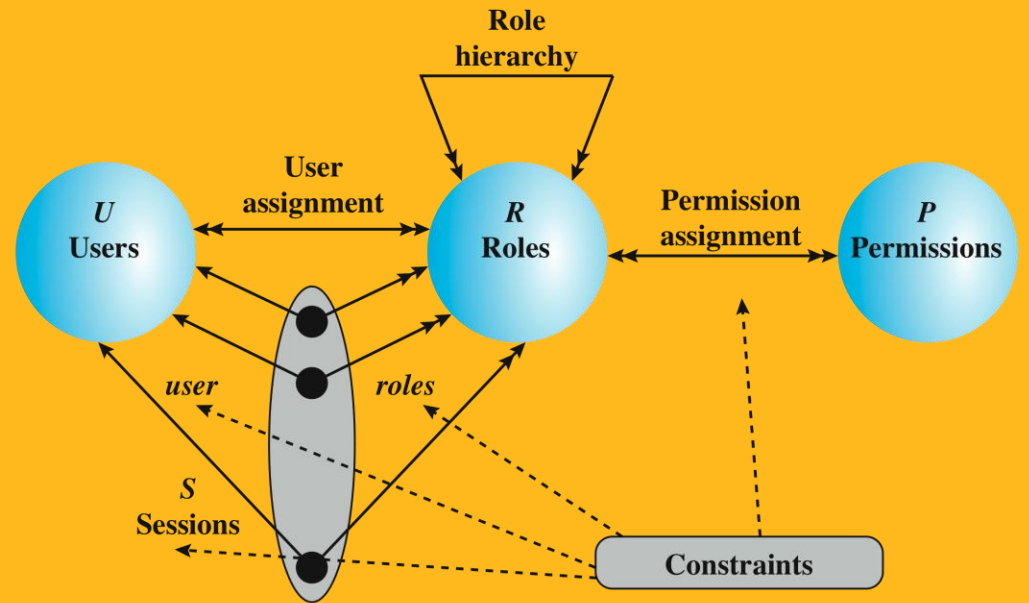 Role
hierarchy
User
assignment
U
Users
R
Roles
Permission
assignment
P
Permissions
user
roles
S
Sessions
Constraints